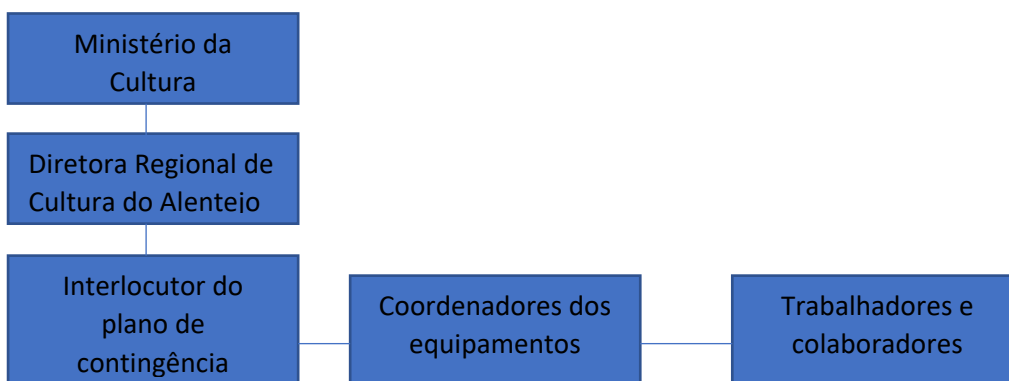 Ministério da
Cultura
Diretora Regional de
Cultura do Alentejo
Interlocutor do
plano de
contingência
Coordenadores dos
equipamentos
Trabalhadores e
colaboradores